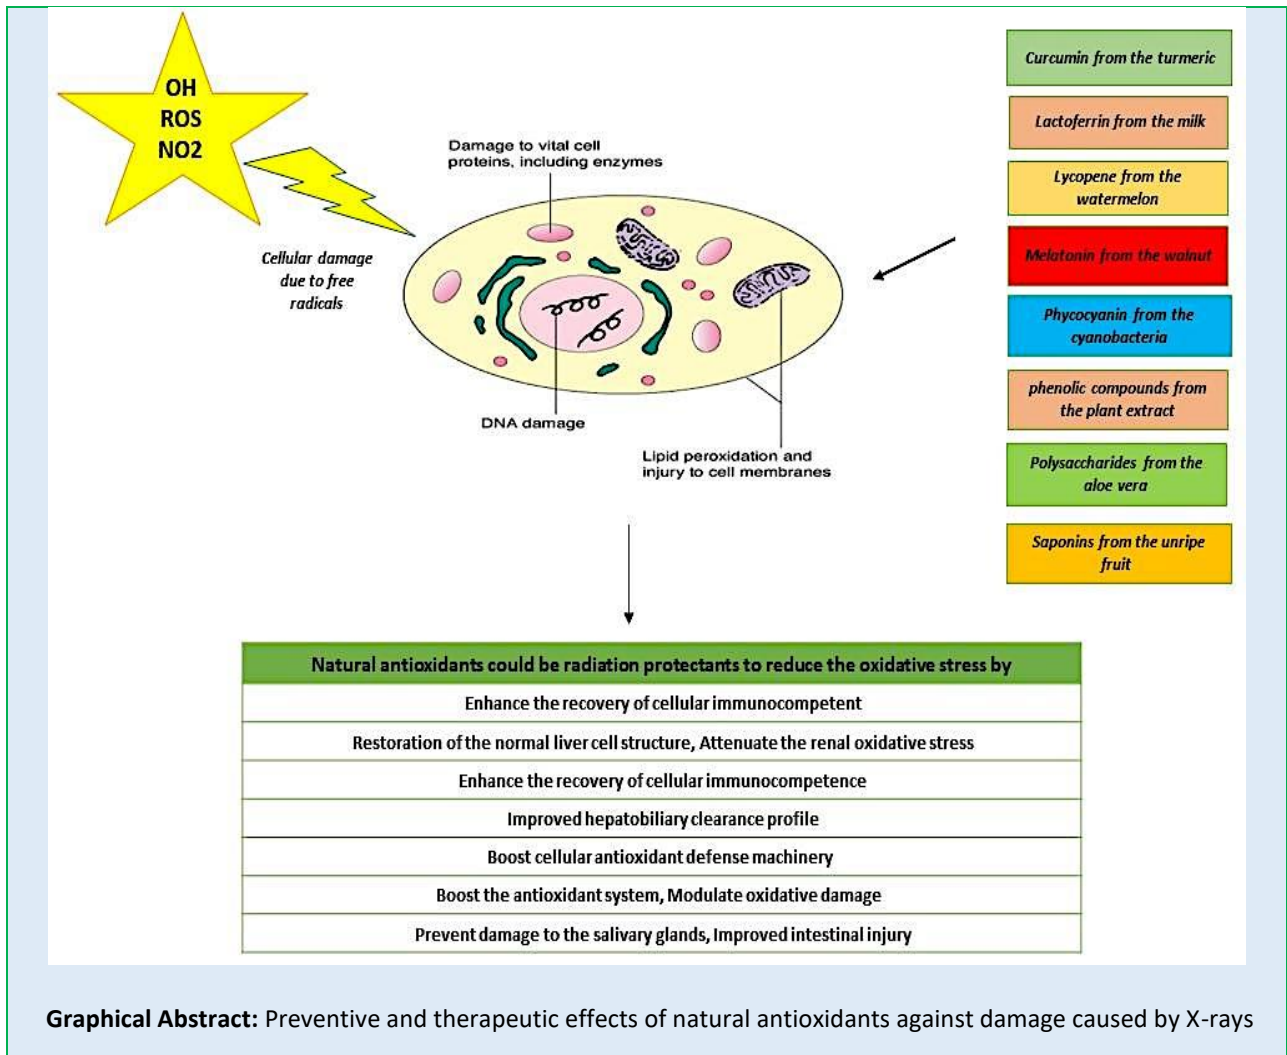 OH
ROS
NO2
Cellular damage
due to free
radicals
Damage to vital cell
proteins, including enzymes
DNA damage
Lipid peroxidation and
injury to cell membranes
Curcumin from the turmeric
Lactoferrin from the milk
Lycopene from the
watermelon
Melatonin from the walnut
Phycocyanin from the
cyanobacteria
phenolic compounds from
the plant extract
Polysaccharides from the
aloe vera
Saponins from the unripe
fruit
Natural antioxidants could be radiation protectants to reduce the oxidative stress by
Enhance the recovery of cellular immunocompetent
Restoration of the normal liver cell structure, Attenuate the renal oxidative stress
Enhance the recovery of cellular immunocompetence
Improved hepatobiliary clearance profile
Boost cellular antioxidant defense machinery
Boost the antioxidant system, Modulate oxidative damage
Prevent damage to the salivary glands, Improved intestinal injury
Graphical Abstract: Preventive and therapeutic effects of natural antioxidants against damage caused by X-rays